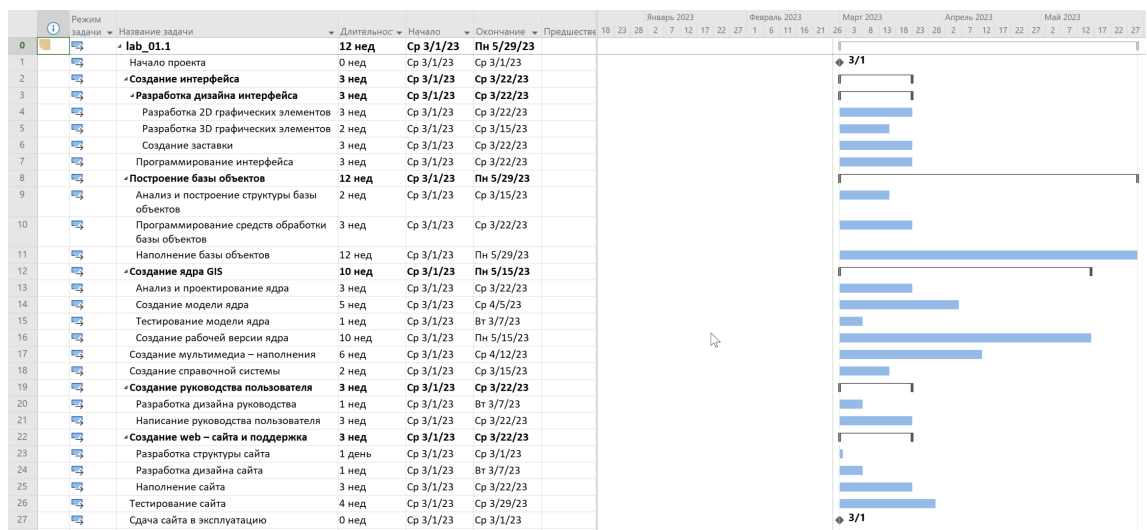 Режим
задачи Название задачи Длительност Начало Окончание Предшестве
Январь 2023 Февраль 2023 Март 2023 Апрель 2023 Май 2023
18 23 28 2 7 12 17 22 27 1 6 11 16 21 26 3 8 13 18 23 28 2 7 12 17 22 27 2 7 12 17 22 27
0 lab_01.1 12 нед Ср 3/1/23 Пн 5/29/23
1 Начало проекта 0 нед Ср 3/1/23 Ср 3/1/23 3/1
2 Создание интерфейса 3 нед Ср 3/1/23 Ср 3/22/23
3 Разработка дизайна интерфейса 3 нед Ср 3/1/23 Ср 3/22/23
4 Разработка 2D графических элементов 3 нед Ср 3/1/23 Ср 3/22/23
5 Разработка 3D графических элементов 2 нед Ср 3/1/23 Ср 3/15/23
6 Создание заставки 3 нед Ср 3/1/23 Ср 3/22/23
7 Программирование интерфейса 3 нед Ср 3/1/23 Ср 3/22/23
8 Построение базы объектов 12 нед Ср 3/1/23 Пн 5/29/23
9 Анализ и построение структуры базы 2 нед Ср 3/1/23 Ср 3/15/23
объектов
10 Программирование средств обработки 3 нед Ср 3/1/23 Ср 3/22/23
базы объектов
11 Наполнение базы объектов 12 нед Ср 3/1/23 Пн 5/29/23
12 Создание ядра GIS 10 нед Ср 3/1/23 Пн 5/15/23
13 Анализ и проектирование ядра 3 нед Ср 3/1/23 Ср 3/22/23
14 Создание модели ядра 5 нед Ср 3/1/23 Ср 4/5/23
15 Тестирование модели ядра 1 нед Ср 3/1/23 Вт 3/7/23
16 Создание рабочей версии ядра 10 нед Ср 3/1/23 Пн 5/15/23
17 Создание мультимедиа – наполнения 6 нед Ср 3/1/23 Ср 4/12/23
18 Создание справочной системы 2 нед Ср 3/1/23 Ср 3/15/23
19 Создание руководства пользователя 3 нед Ср 3/1/23 Ср 3/22/23
20 Разработка дизайна руководства 1 нед Ср 3/1/23 Вт 3/7/23
21 Написание руководства пользователя 3 нед Ср 3/1/23 Ср 3/22/23
22 Создание web – сайта и поддержка 3 нед Ср 3/1/23 Ср 3/22/23
23 Разработка структуры сайта 1 день Ср 3/1/23 Ср 3/1/23
24 Разработка дизайна сайта 1 нед Ср 3/1/23 Вт 3/7/23
25 Наполнение сайта 3 нед Ср 3/1/23 Ср 3/22/23
26 Тестирование сайта 4 нед Ср 3/1/23 Ср 3/29/23
27 Сдача сайта в эксплуатацию 0 нед Ср 3/1/23 Ср 3/1/23 3/1